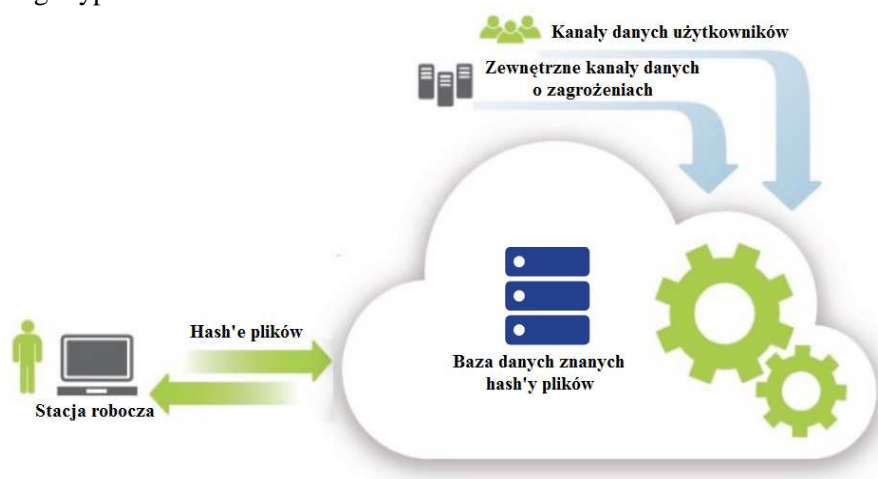 Kanały danych użytkowników
Zewnętrzne kanały danych
o zagrożeniach
Hash'e plików
Baza danych znanych
hash'y plików
Stacja robocza